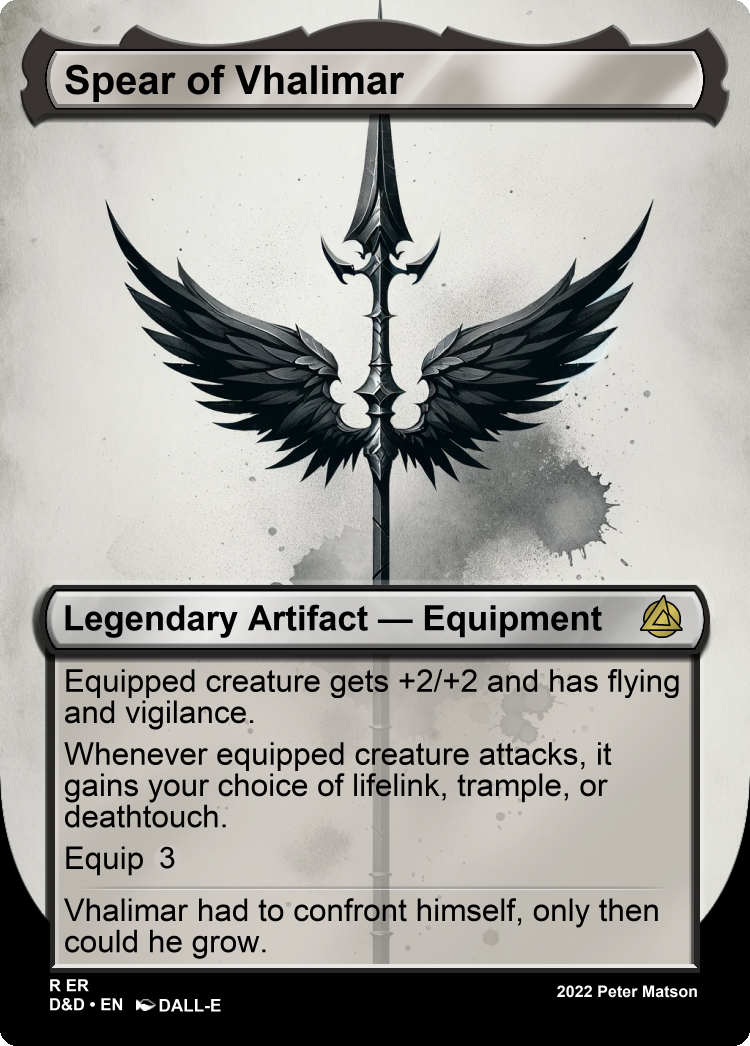 Spear of Vhalimar
Legendary Artifact — Equipment
Equipped creature gets +2/+2 and has flying
and vigilance.
Whenever equipped creature attacks, it
gains your choice of lifelink, trample, or
deathtouch.
Equip 3
Vhalimar had to confront himself, only then
could he grow.
R ER
D&D • EN DALL-E
2022 Peter Matson